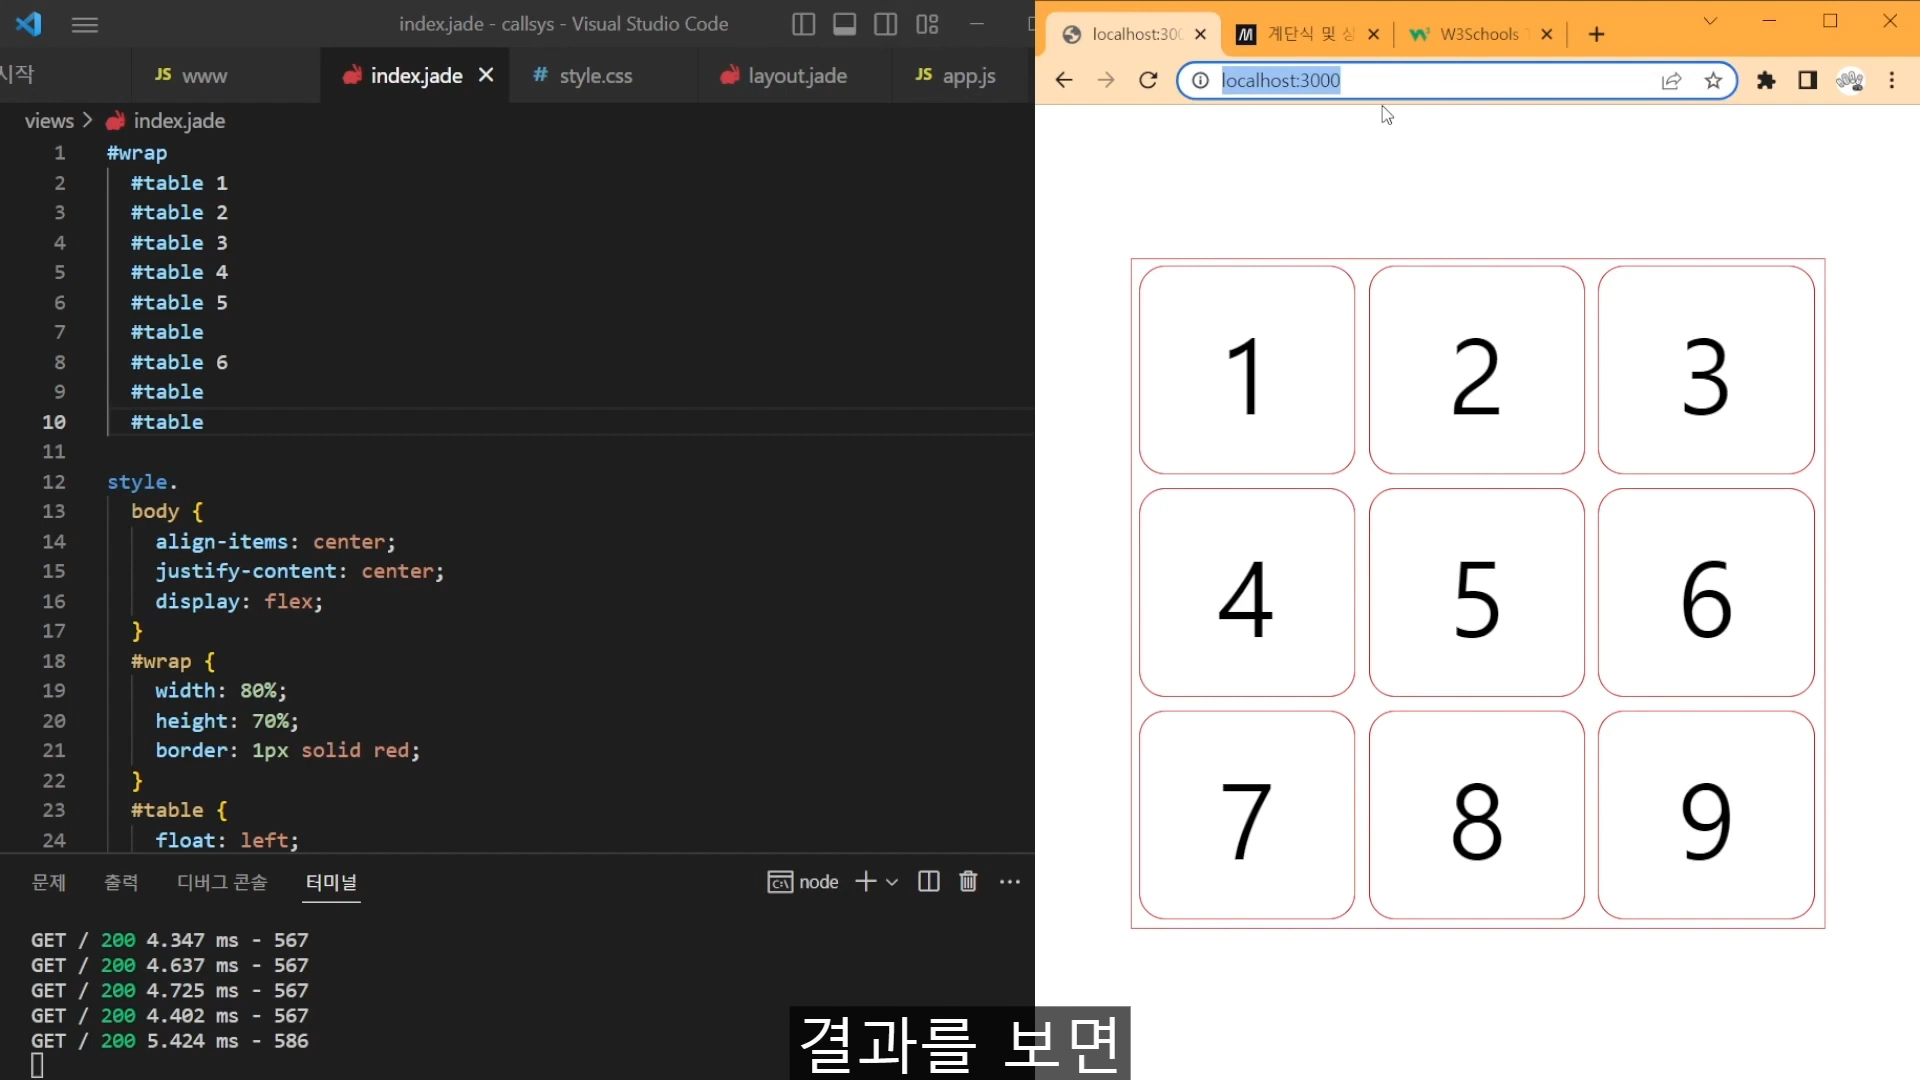 index.jade - callsys - Visual Studio Code
시작
JS www
index.jade
# style.css
layout.jade
JS app.js
views > index.jade
1 #wrap
2 #table 1
3 #table 2
4 #table 3
5 #table 4
6 #table 5
7 #table
8 #table 6
9 #table
10 #table
11
12 style.
13 body {
14 align-items: center;
15 justify-content: center;
16 display: flex;
17 }
18 #wrap {
19 width: 80%;
20 height: 70%;
21 border: 1px solid red;
22 }
23 #table {
24 float: left;
문제 출력 디버그 콘솔 터미널
node
GET / 200 4.347 ms - 567
GET / 200 4.637 ms - 567
GET / 200 4.725 ms - 567
GET / 200 4.402 ms - 567
GET / 200 5.424 ms - 586
localhost:300
계단식 및
W3Schools
localhost:3000
1 2 3
4 5 6
7 8 9
결과를 보면